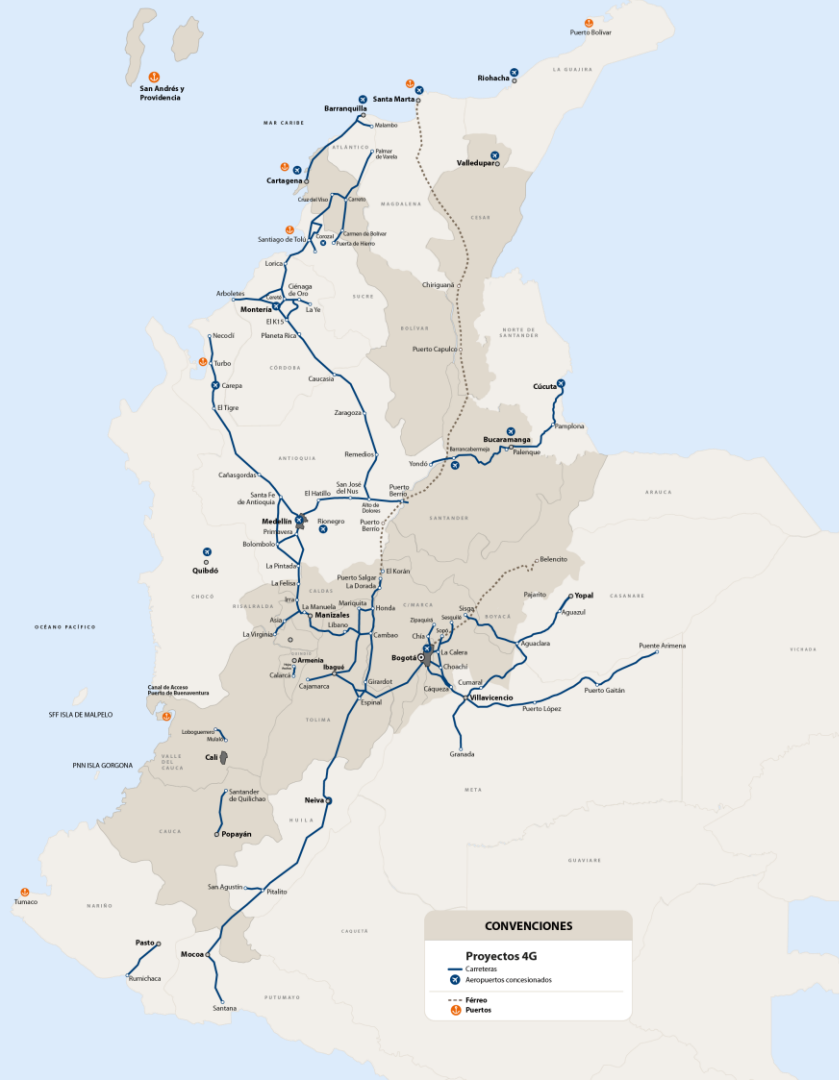 Puerto Bolívar
LA GUAJIRA
Riohacha
San Andrés y
Providencia
Santa Marta
Barranquilla
MAR CARIBE
Malambo
ATLÁNTICO
Palmar
de Varela
Valledupar
Cartagena
Cruz del Viso
Carreto
MAGDALENA
CESAR
Carmen de Bolívar
Corozal
Santiago de Tolú
Puerta de Hierro
Lorica
Chiriguaná
Ciénaga
de Oro
Arboletes
Cereté
SUCRE
Montería
La Ye
El K15
BOLÍVAR
NORTE DE
SANTANDER
Necoclí
Planeta Rica
Puerto Capulco
Turbo
CÓRDOBA
Caucasia
Carepa
Cúcuta
El Tigre
Zaragoza
Pamplona
Bucaramanga
Barrancabermeja
Palenque
Remedios
ANTIOQUIA
Yondó
Cañasgordas
San José
del Nus
Puerto
Berrío
ARAUCA
Santa Fe
de Antioquia
El Hatillo
Alto de
Dolores
SANTANDER
Medellín
Rionegro
Puerto
Berrío
Primavera
Bolombolo
Belencito
La Pintada
El Korán
Quibdó
Puerto Salgar
La Felisa
La Dorada
CALDAS
CHOCÓ
Pajarito
Yopal
CASANARE
Irra
Mariquita
CIMARCA
RISALRALDA
La Manuela
Honda
Sisga
Aguazul
Manizales
Zipaquirá
Sesquilé
BOYACÁ
Asia
Líbano
OCÉANO PACÍFICO
La Virginia
Cambao
Chía
Sopó
Aguaclara
Puente Arimena
VICHADA
La Calera
QUINDIO
Armenia
Bogotá
Ibagué
Choachí
Calarcá
Cajamarca
Girardot
Cumaral
Canal de Acceso
Puerto de Buenaventura
Cáqueza
Villavicencio
Puerto Gaitán
Espinal
Puerto López
SFF ISLA DE MALPELO
TOLIMA
Loboguerrero
Mulaló
Granada
Cali
PNN ISLA GORGONA
VALLE
DEL
CAUCA
META
Santander
de Quilichao
Neiva
HUILA
CAUCA
Popayán
GUAVIARE
San Agustín
Pitalito
Tumaco
NARIÑO
CONVENCIONES
CAQUETR
Pasto
Mocoa
Proyectos 4G
Carreteras
Rumichaca
Aeropuertos concesionados
PUTUMAYO
Férreo
Santana
Puertos